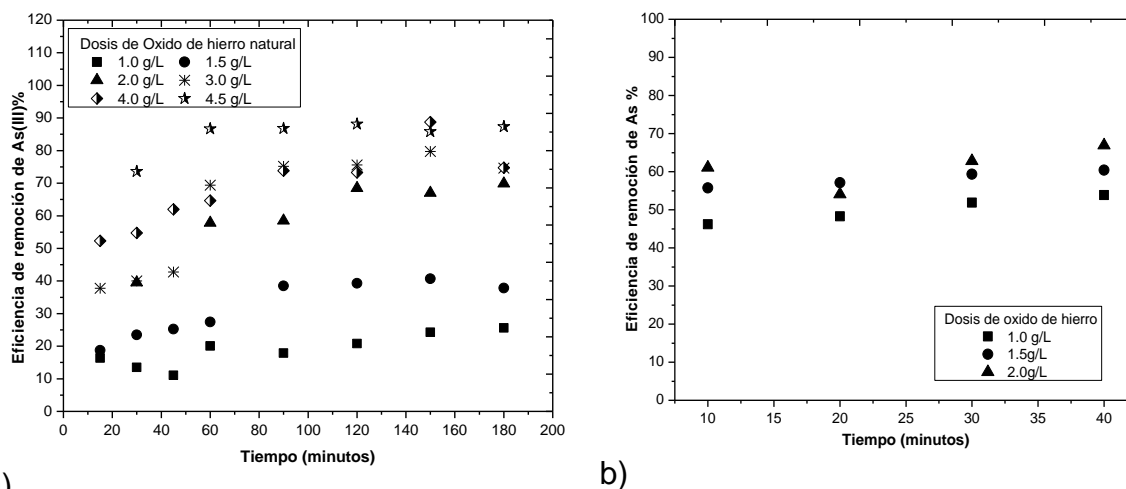 120
110
100
90
80
70
60
50
40
30
20
10
0
Eficiencia de remoción de As(III)%
Dosis de Oxido de hierro natural
1.0 g/L 1.5 g/L
2.0 g/L 3.0 g/L
4.0 g/L 4.5 g/L
0 20 40 60 80 100 120 140 160 180 200
Tiempo (minutos)
)
100
90
80
70
60
50
40
30
20
10
0
Eficiencia de remoción de As %
Dosis de oxido de hierro
1.0 g/L
1.5g/L
2.0g/L
10 15 20 25 30 35 40
Tiempo (minutos)
b)